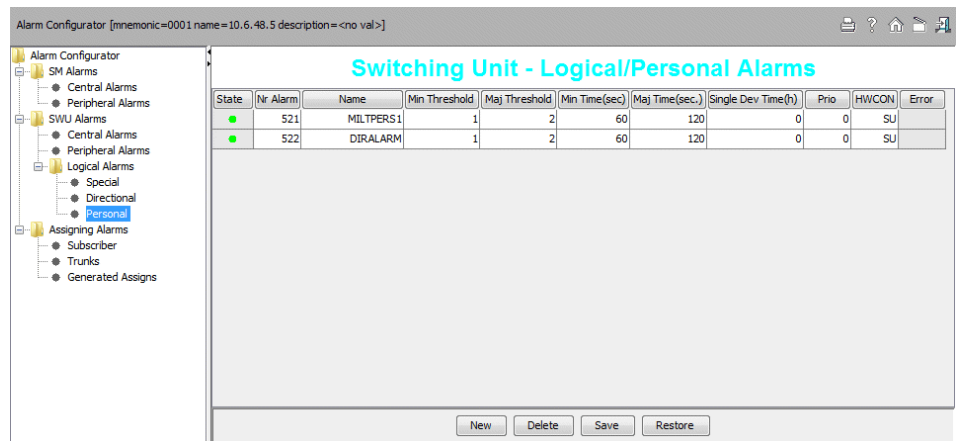 Alarm Configurator [mnemonic=0001 name=10.6.48.5 description=<no val>]
Alarm Configurator
SM Alarms
Central Alarms
Peripheral Alarms
SWU Alarms
Central Alarms
Peripheral Alarms
Logical Alarms
Special
Directional
Personal
Assigning Alarms
Subscriber
Trunks
Generated Assigns
Switching Unit - Logical/Personal Alarms
State Nr Alarm Name Min Threshold Maj Threshold Min Time(sec) Maj Time(sec.) Single Dev Time(h) Prio HWCON Error
521 MILTPERS1 1 2 60 120 0 0 SU
522 DIRALARM 1 2 60 120 0 0 SU
New Delete Save Restore